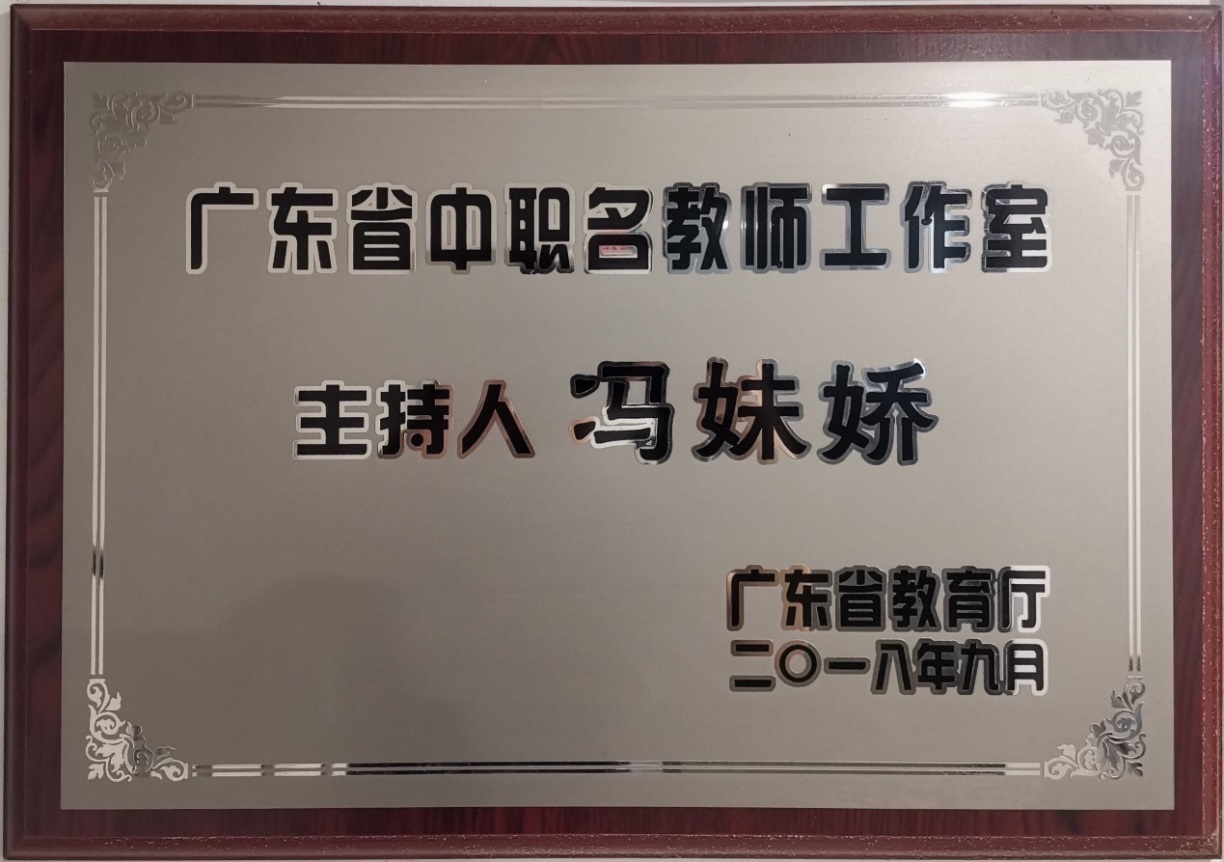 广东省中职名教师工作室
主持人 冯妹娇
广东省教育厅
二〇一八年九月